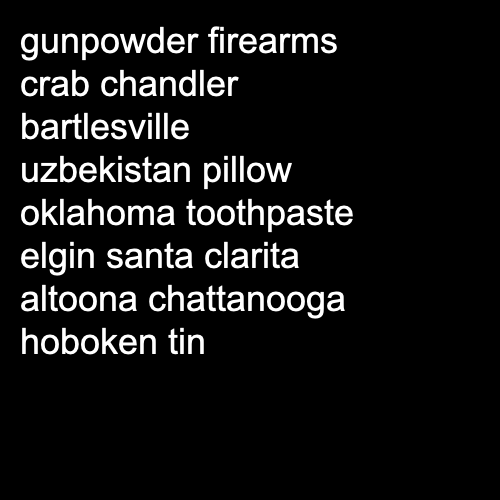 gunpowder firearms
crab chandler
bartlesville
uzbekistan pillow
oklahoma toothpaste
elgin santa clarita
altoona chattanooga
hoboken tin